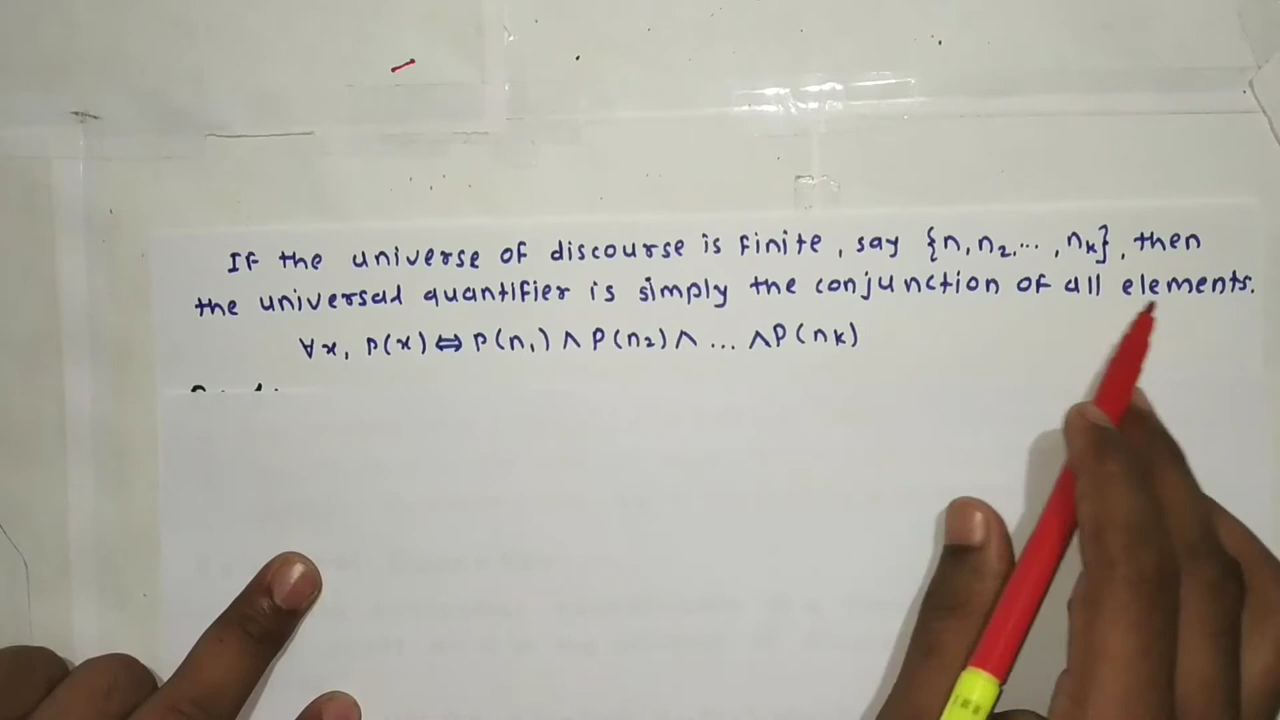 If the universe of discourse is finite, say {n, n₂,... , nₖ}, then
the universal quantifier is simply the conjunction of all elements.
∀x, P(x) ⇔ P(n₁) ∧ P(n₂) ∧ ... ∧ P(nₖ)